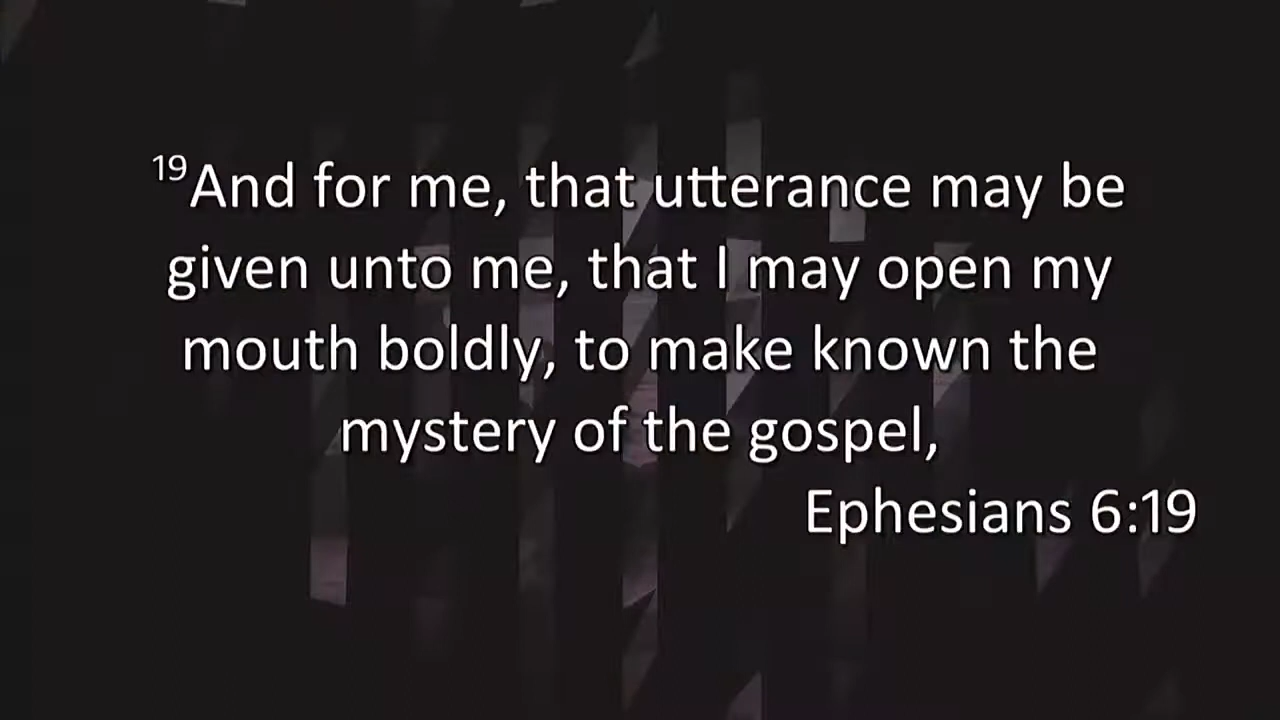 ¹⁹And for me, that utterance may be
given unto me, that I may open my
mouth boldly, to make known the
mystery of the gospel,
Ephesians 6:19